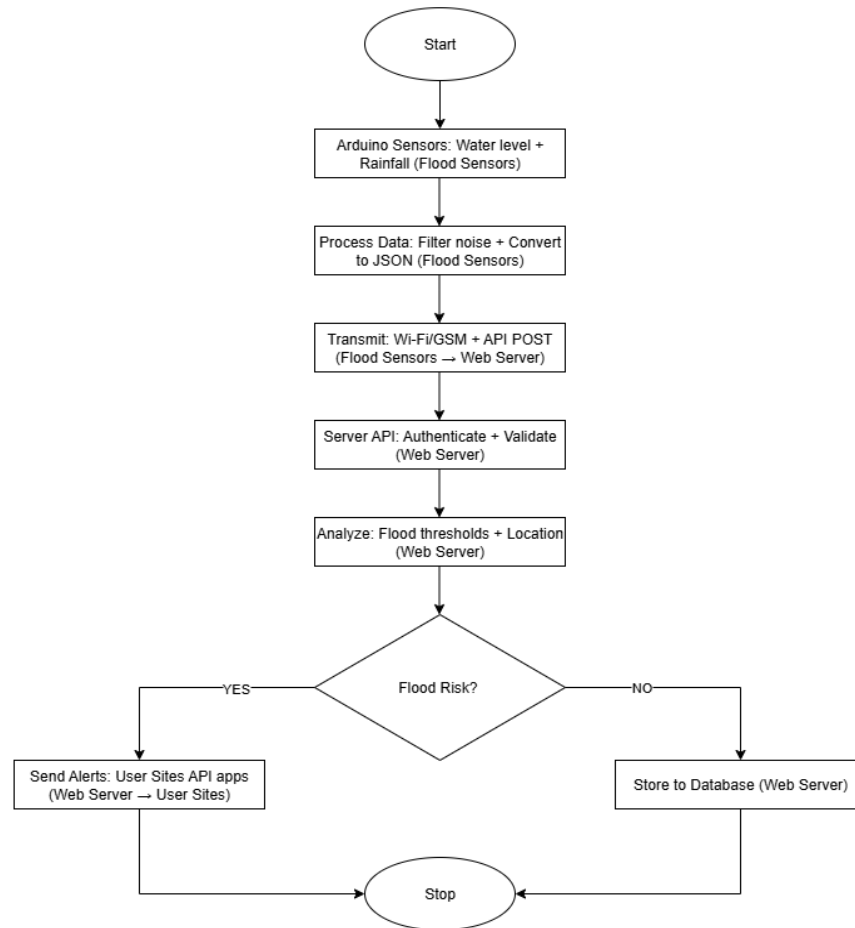 Start
Arduino Sensors: Water level +
Rainfall (Flood Sensors)
Process Data: Filter noise + Convert
to JSON (Flood Sensors)
Transmit: Wi-Fi/GSM + API POST
(Flood Sensors → Web Server)
Server API: Authenticate + Validate
(Web Server)
Analyze: Flood thresholds + Location
(Web Server)
Flood Risk?
YES
NO
Send Alerts: User Sites API apps
(Web Server → User Sites)
Store to Database (Web Server)
Stop